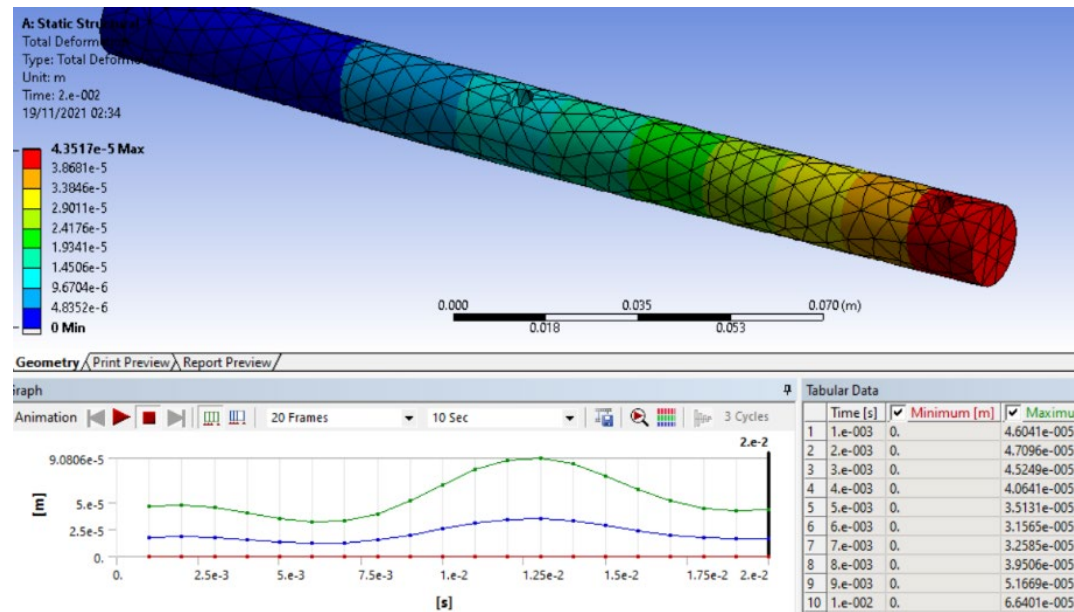 A: Static Stru
Total Deform
Type: Total Deform
Unit: m
Time: 2.e-002
19/11/2021 02:34
4.3517e-5 Max
3.8681e-5
3.3846e-5
2.9011e-5
2.4176e-5
1.9341e-5
1.4506e-5
9.6704e-6
4.8352e-6
0 Min
0.000 0.035 0.070 (m)
0.018 0.053
Geometry Print Preview Report Preview
raph
Animation 20 Frames 10 Sec 3 Cycles
2.e-2
9.0806e-5
5.e-5
2.5e-5
0.
[m]
0. 2.5e-3 5.e-3 7.5e-3 1.e-2 1.25e-2 1.5e-2 1.75e-2 2.e-2
[s]
Tabular Data
Time [s] Minimum [m] Maximu
1 1.e-003 0. 4.6041e-005
2 2.e-003 0. 4.7096e-005
3 3.e-003 0. 4.5249e-005
4 4.e-003 0. 4.0641e-005
5 5.e-003 0. 3.5131e-005
6 6.e-003 0. 3.1565e-005
7 7.e-003 0. 3.2585e-005
8 8.e-003 0. 3.9506e-005
9 9.e-003 0. 5.1669e-005
10 1.e-002 0. 6.6401e-005